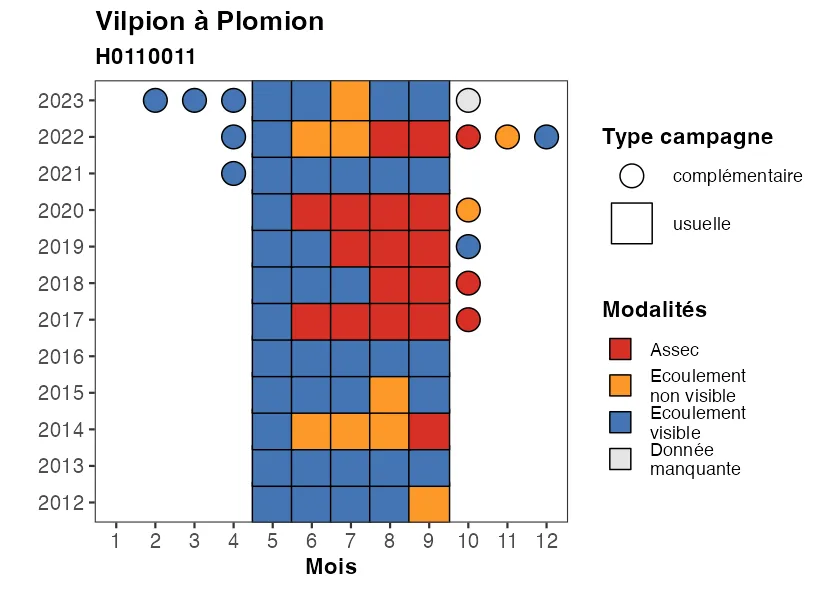 Vilpion à Plomion
H0110011
2023
2022
2021
2020
2019
2018
2017
2016
2015
2014
2013
2012
1 2 3 4 5 6 7 8 9 10 11 12
Mois
Type campagne
complémentaire
usuelle
Modalités
Assec
Ecoulement
non visible
Ecoulement
visible
Donnée
manquante